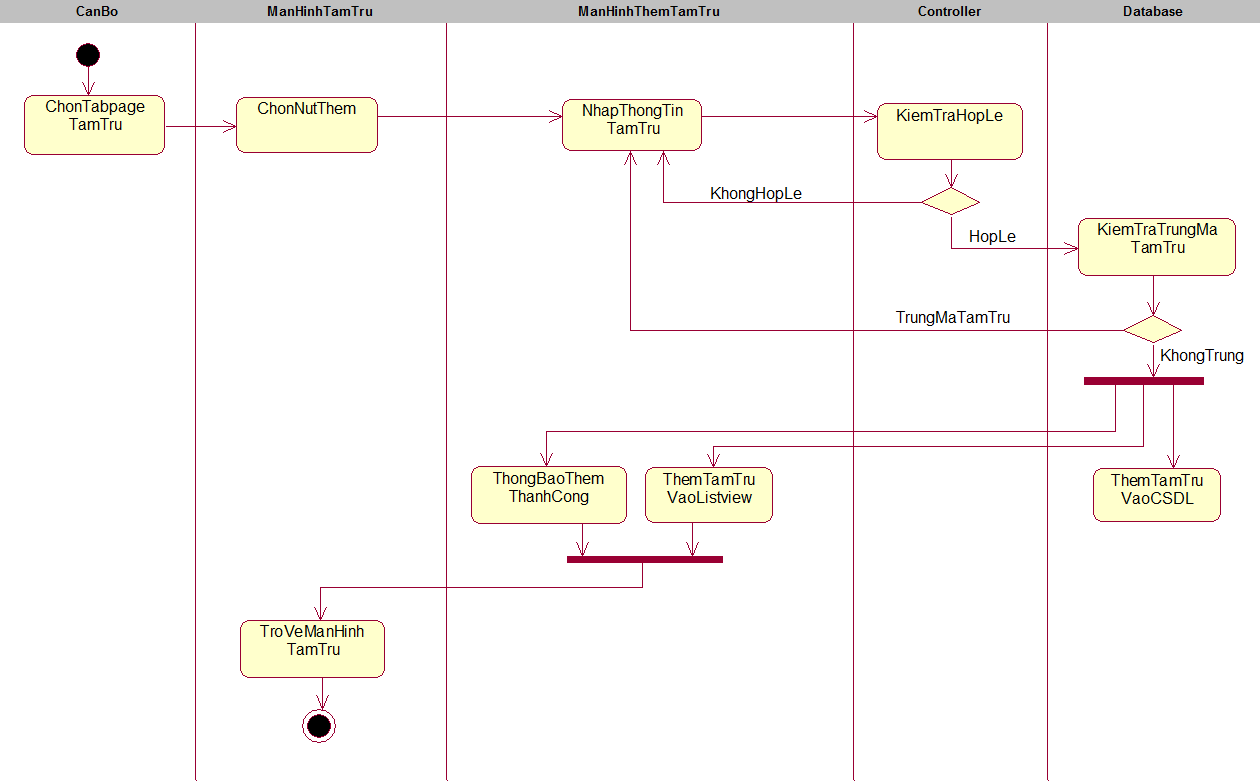 CanBo
ManHinhTamTru
ManHinhThemTamTru
Controller
Database
ChonTabpage
TamTru
ChonNutThem
NhapThongTin
TamTru
KiemTraHopLe
KhongHopLe
HopLe
KiemTraTrungMa
TamTru
TrungMaTamTru
KhongTrung
ThongBaoThem
ThanhCong
ThemTamTru
VaoListview
ThemTamTru
VaoCSDL
TroVeManHinh
TamTru